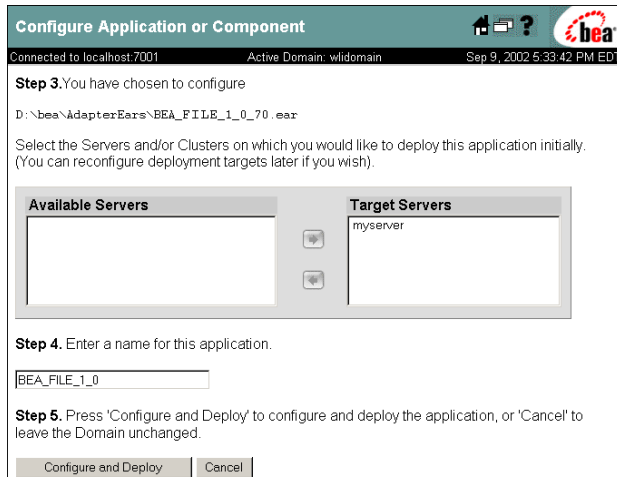 Configure Application or Component
?
bea
Connected to localhost:7001 Active Domain: wlidomain Sep 9, 2002 5:33:42 PM EDT
Step 3.You have chosen to configure
D:\bea\AdapterEars\BEA_FILE_1_0_70.ear
Select the Servers and/or Clusters on which you would like to deploy this application initially.
(You can reconfigure deployment targets later if you wish).
Available Servers Target Servers
myserver
Step 4. Enter a name for this application.
BEA_FILE_1_0
Step 5. Press 'Configure and Deploy' to configure and deploy the application, or 'Cancel' to
leave the Domain unchanged.
Configure and Deploy Cancel